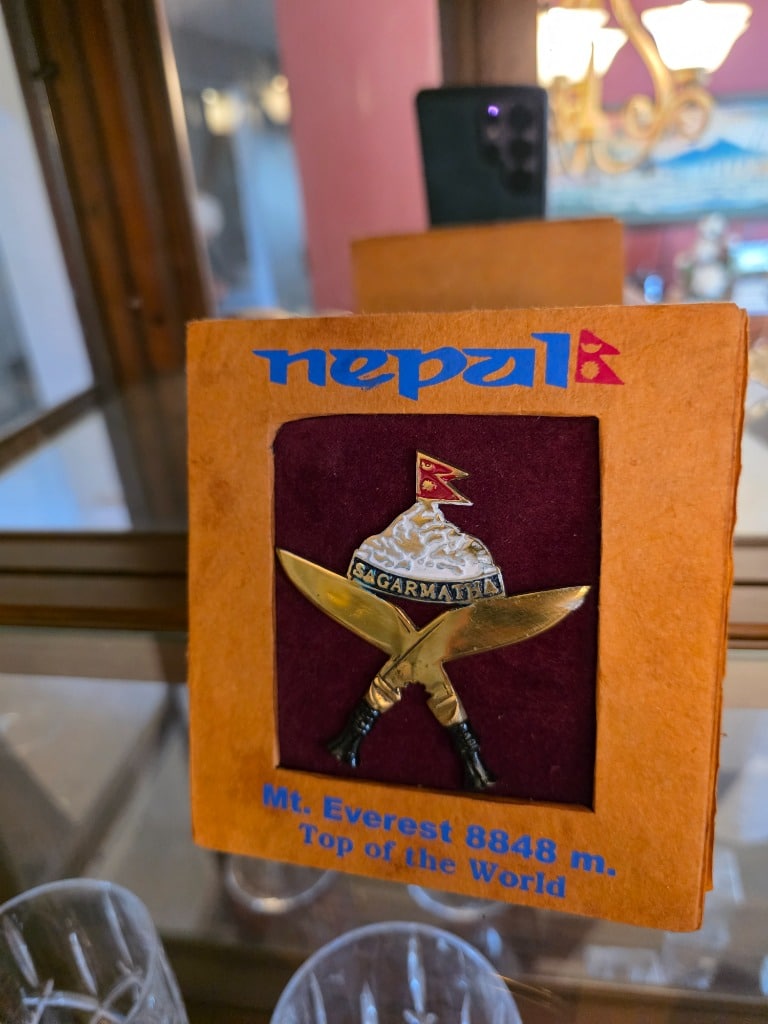 nepal
SAGARMATHA
Mt. Everest 8848 m.
Top of the World